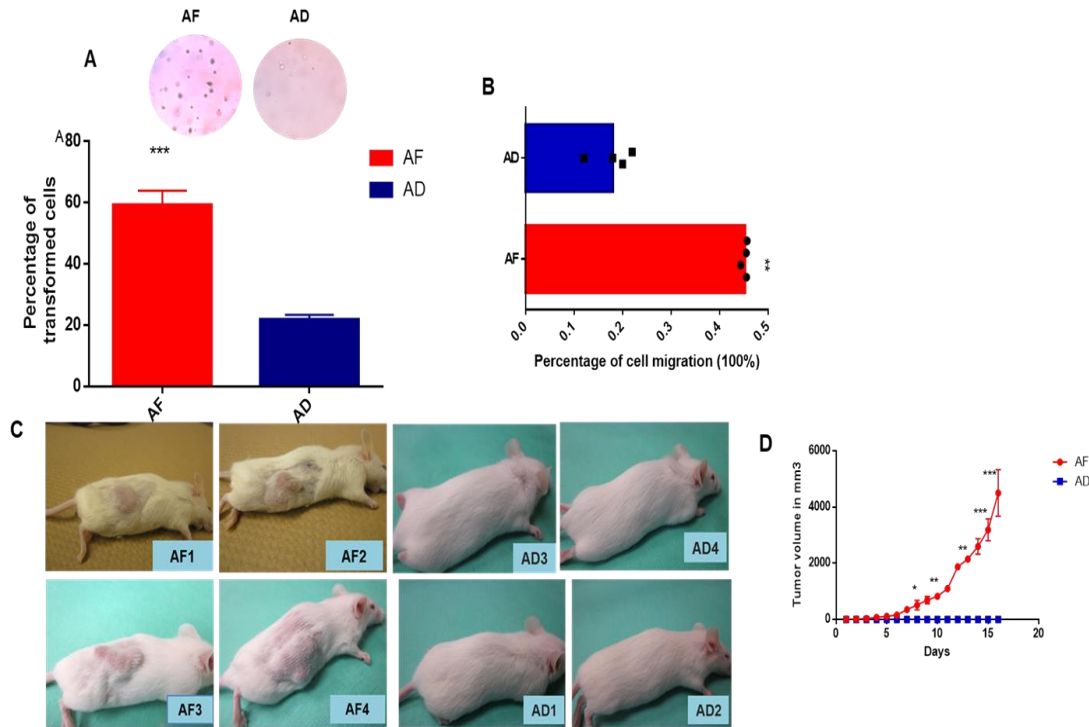 AF AD
A
A
80
60
40
20
0
***
Percentage of
transformed cells
AF
AD
AF
AD
B
AD
AF
**
0.0 0.1 0.2 0.3 0.4 0.5
Percentage of cell migration (100%)
C
AF1
AF2
AD3
AD4
AF3
AF4
AD1
AD2
D
6000
4000
2000
0
Tumor volume in mm3
* ** ** *** ***
0 5 10 15 20
Days
AF
AD